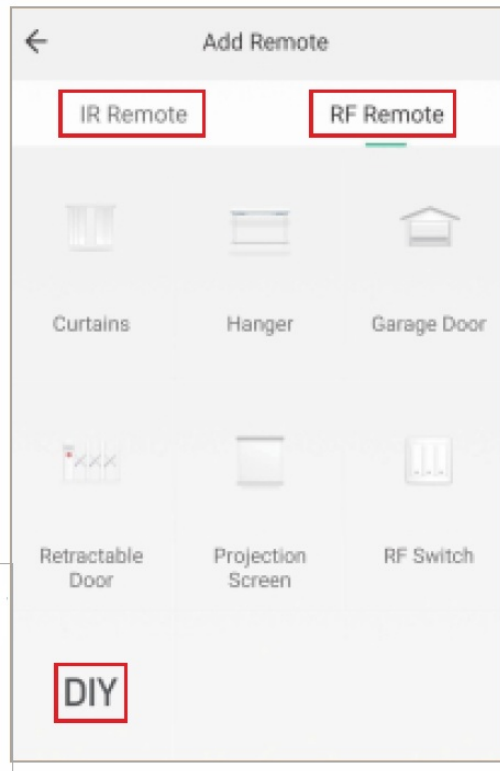 Add Remote
IR Remote
RF Remote
Curtains
Hanger
Garage Door
Retractable
Door
Projection
Screen
RF Switch
DIY